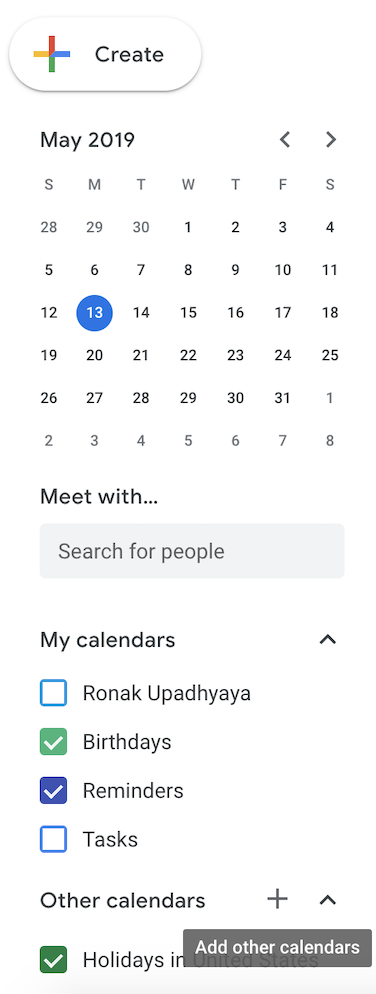 Create
May 2019
S M T W T F S
28 29 30 1 2 3 4
5 6 7 8 9 10 11
12 13 14 15 16 17 18
19 20 21 22 23 24 25
26 27 28 29 30 31 1
2 3 4 5 6 7 8
Meet with...
Search for people
My calendars
Ronak Upadhyaya
Birthdays
Reminders
Tasks
Other calendars
Add other calendars
Holidays in United States